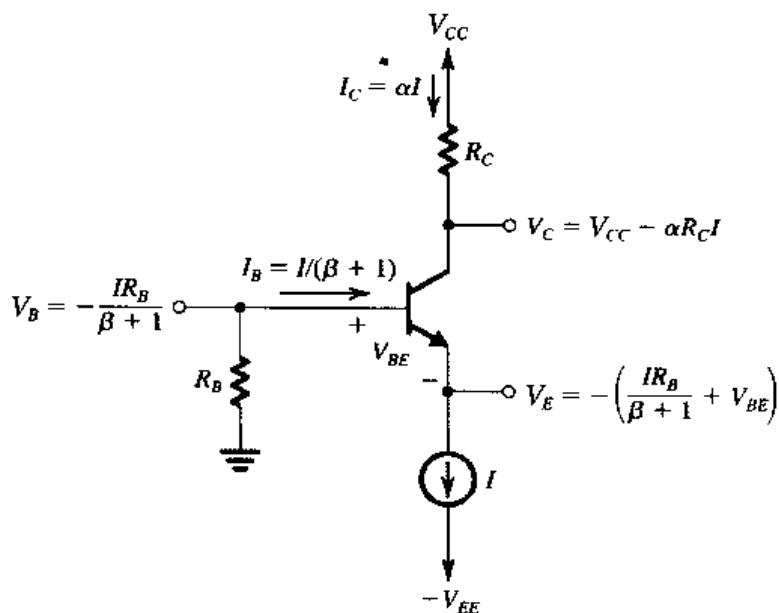 V_CC
I_C = αI
R_C
V_C = V_CC − αR_C I
I_B = I/(β + 1)
V_B = − IR_B / β + 1
+
V_BE
R_B
−
V_E = −(IR_B / β + 1 + V_BE)
I
−V_EE